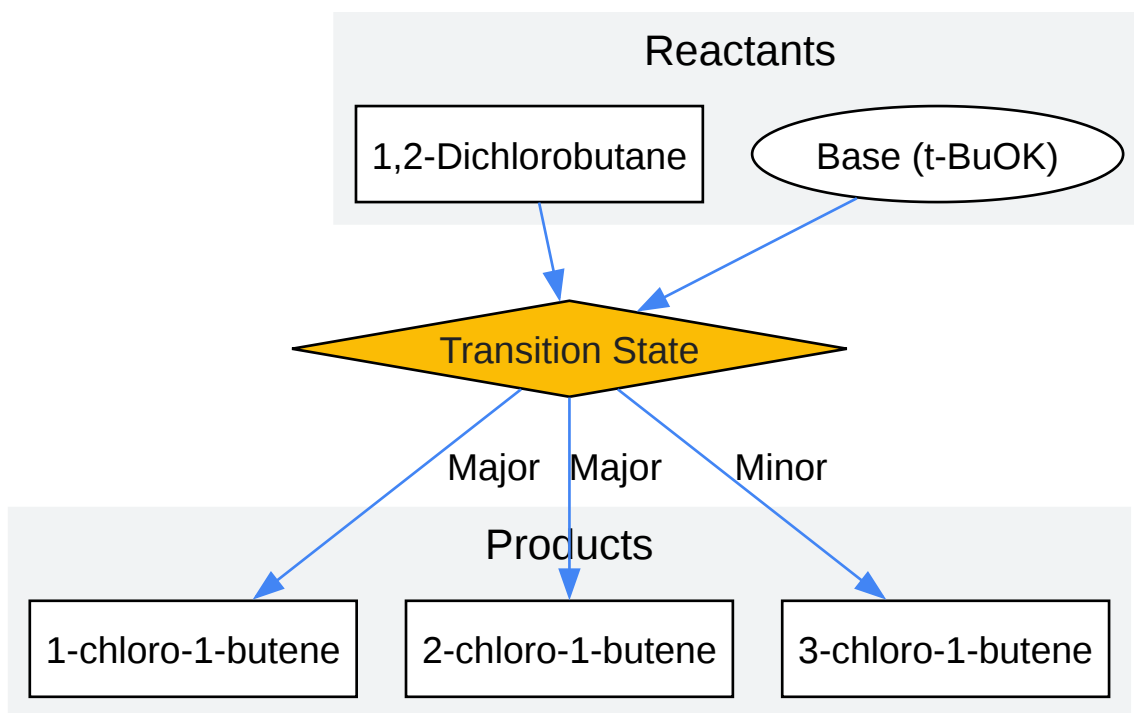 Reactants
1,2-Dichlorobutane
Base (t-BuOK)
Transition State
Major
Major
Minor
Products
1-chloro-1-butene
2-chloro-1-butene
3-chloro-1-butene